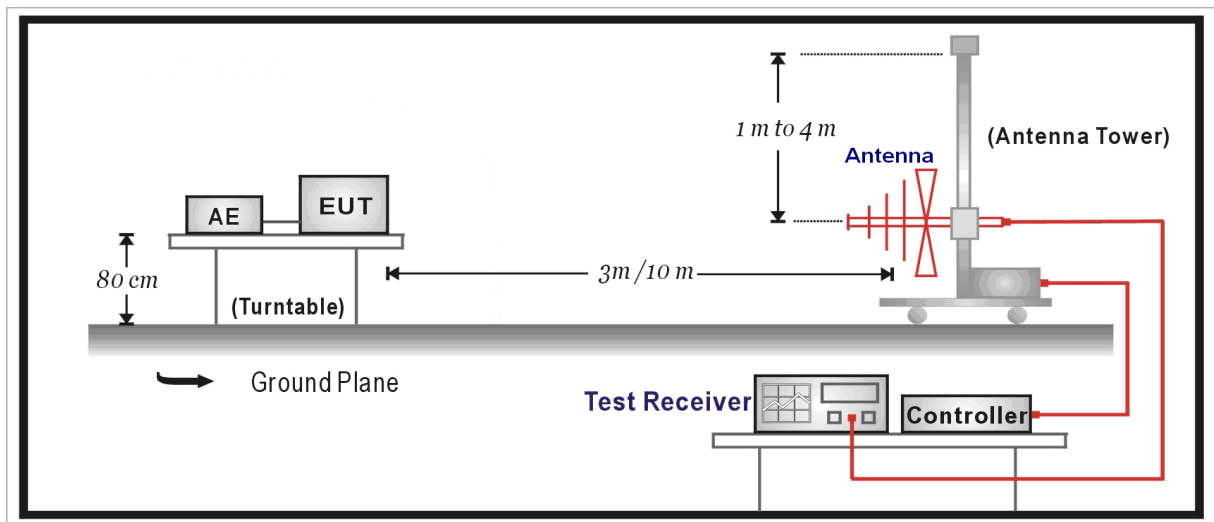 1 m to 4 m
(Antenna Tower)
Antenna
AE
EUT
80 cm
3m /10 m
(Turntable)
Ground Plane
Test Receiver
Controller